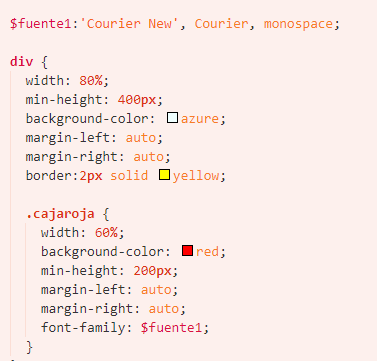 $fuente1:'Courier New', Courier, monospace;
div {
width: 80%;
min-height: 400px;
background-color: azure;
margin-left: auto;
margin-right: auto;
border:2px solid yellow;
.cajaroja {
width: 60%;
background-color: red;
min-height: 200px;
margin-left: auto;
margin-right: auto;
font-family: $fuente1;
}